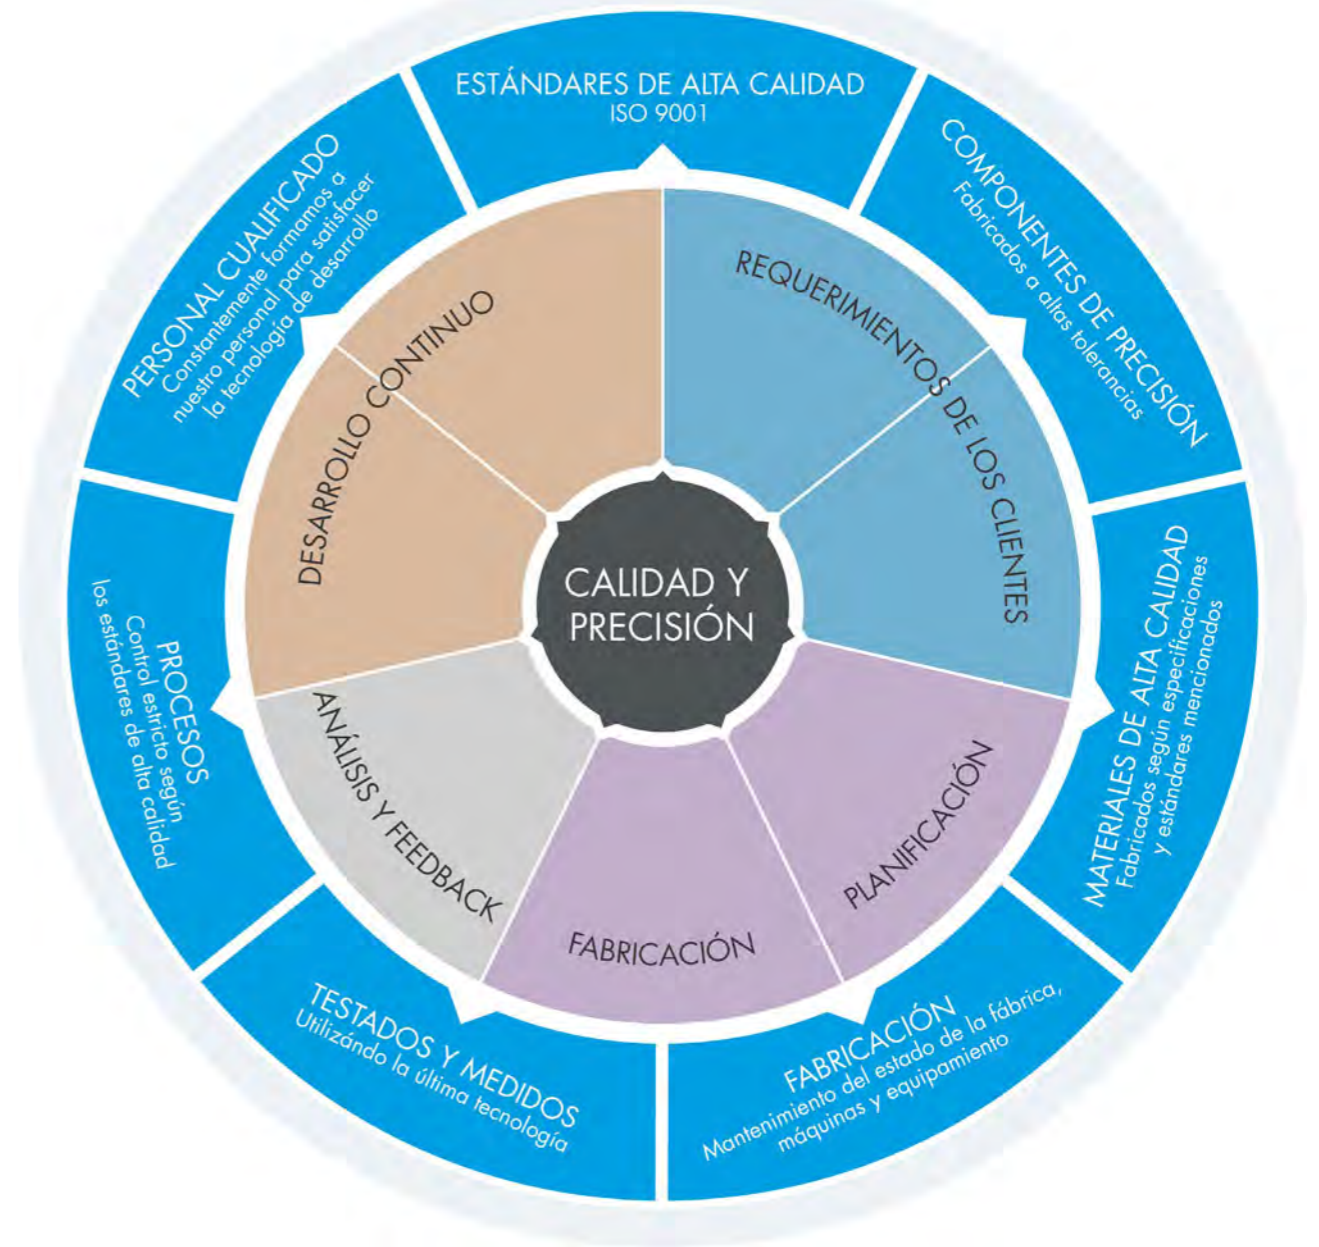 ESTÁNDARES DE ALTA CALIDAD
ISO 9001
COMPONENTES DE PRECISIÓN
Fabricados a altas tolerancias
MATERIALES DE ALTA CALIDAD
Fabricados según especificaciones
y estándares mencionados
FABRICACIÓN
Mantenimiento del estado de la fábrica,
máquinas y equipamiento
TESTADOS Y MEDIDOS
Utilizando la última tecnología
PROCESOS
Control estricto según
los estándares de alta calidad
PERSONAL CUALIFICADO
Constantemente formamos a
nuestro personal para satisfacer
la tecnología de desarrollo
REQUERIMIENTOS DE LOS CLIENTES
PLANIFICACIÓN
FABRICACIÓN
ANÁLISIS Y FEEDBACK
DESARROLLO CONTINUO
CALIDAD Y
PRECISIÓN